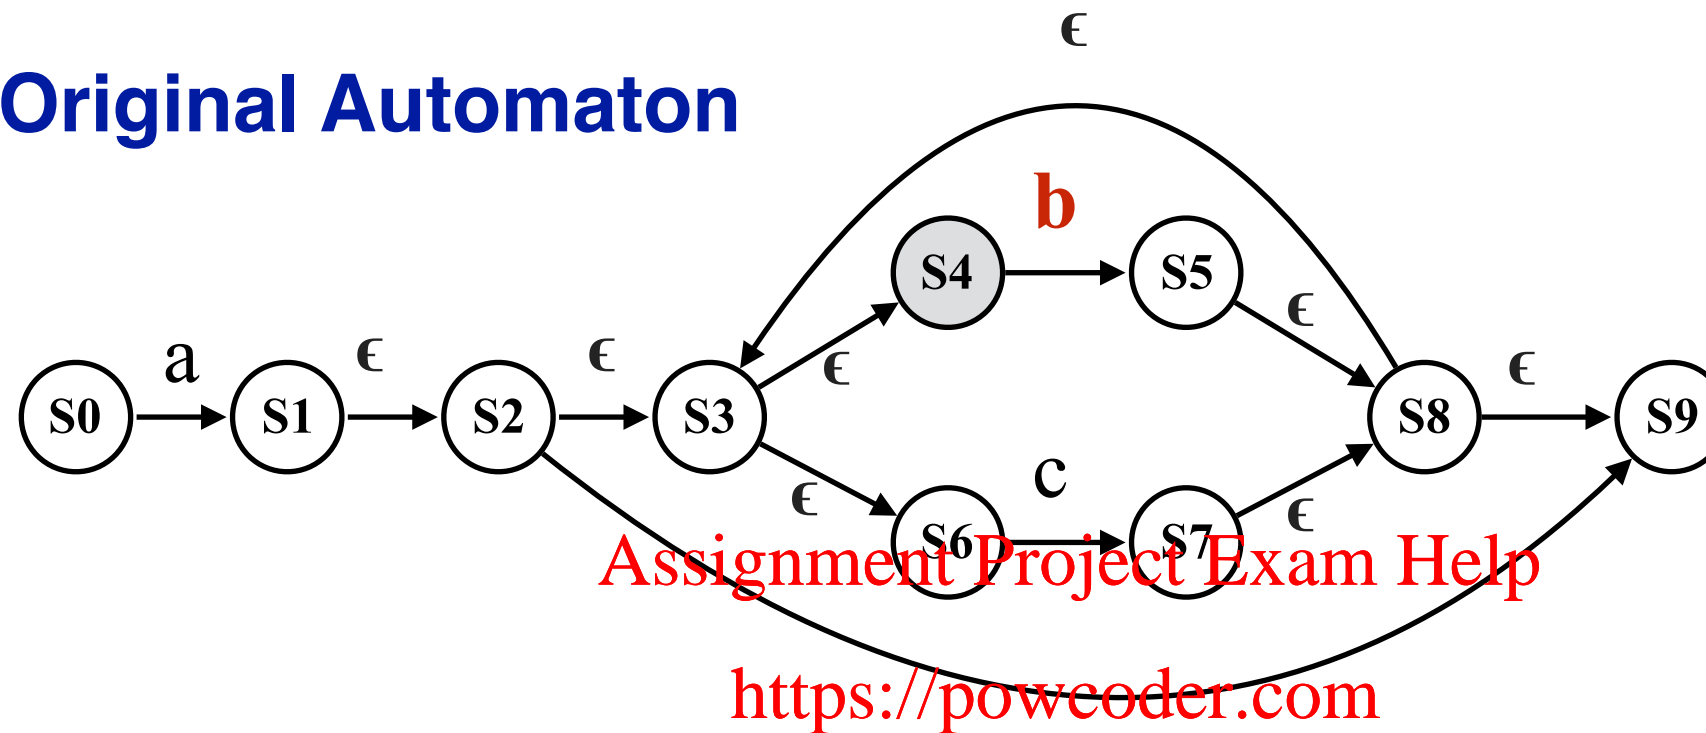 ϵ
Original Automaton
b
S4 S5
ϵ
a ϵ ϵ ϵ ϵ
S0 S1 S2 S3 S8 S9
c
ϵ ϵ
S6 S7
Assignment Project Exam Help
https://powcoder.com